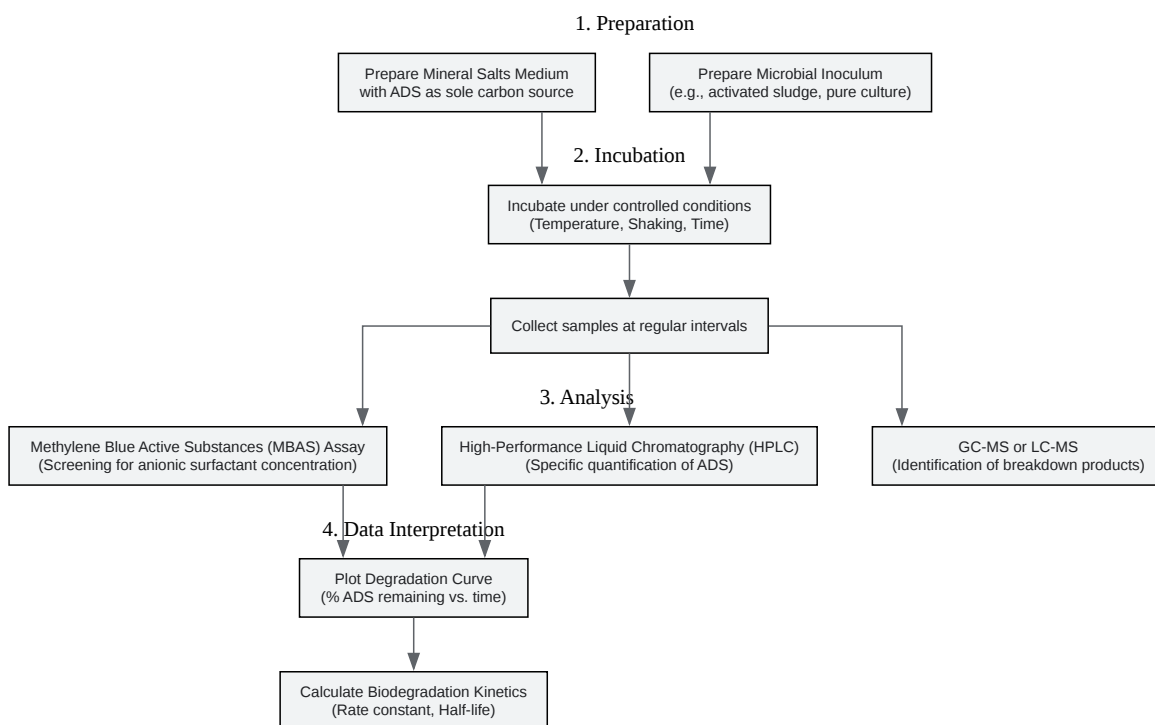 1. Preparation
Prepare Mineral Salts Medium
with ADS as sole carbon source
Prepare Microbial Inoculum
(e.g., activated sludge, pure culture)
2. Incubation
Incubate under controlled conditions
(Temperature, Shaking, Time)
Collect samples at regular intervals
3. Analysis
Methylene Blue Active Substances (MBAS) Assay
(Screening for anionic surfactant concentration)
High-Performance Liquid Chromatography (HPLC)
(Specific quantification of ADS)
GC-MS or LC-MS
(Identification of breakdown products)
4. Data Interpretation
Plot Degradation Curve
(% ADS remaining vs. time)
Calculate Biodegradation Kinetics
(Rate constant, Half-life)